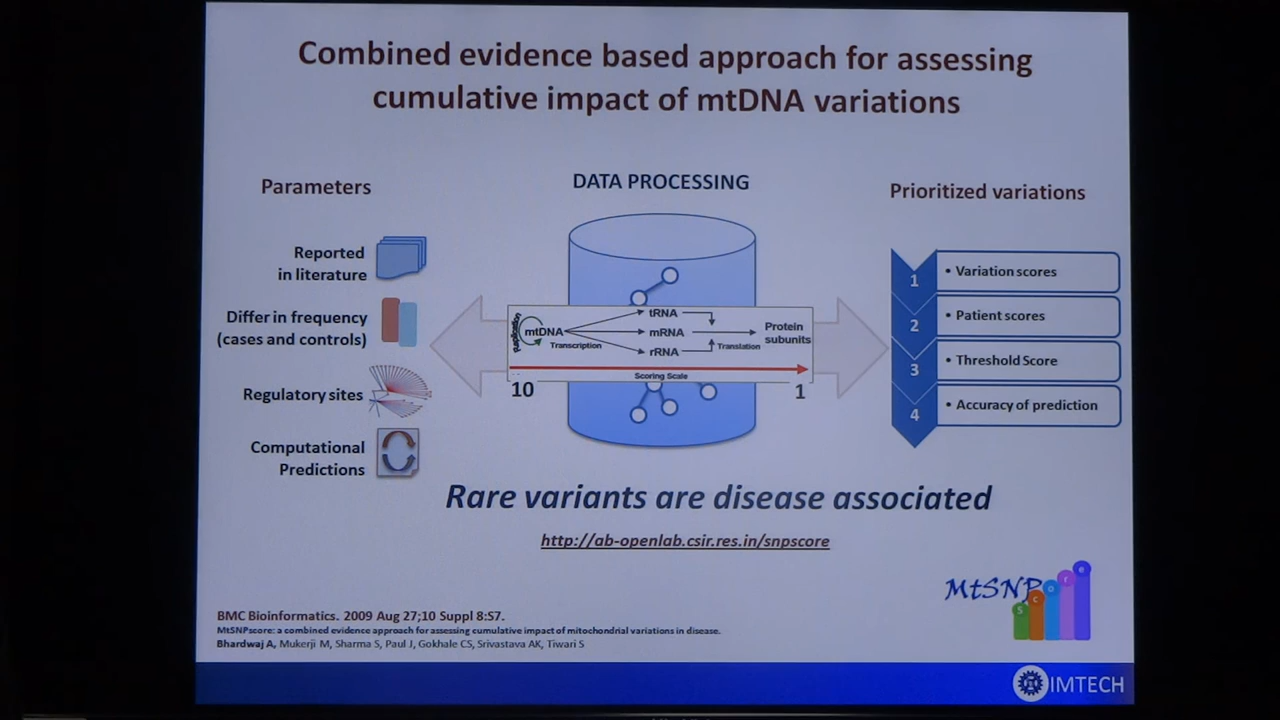 Combined evidence based approach for assessing
cumulative impact of mtDNA variations
Parameters
Reported
in literature
Differ in frequency
(cases and controls)
Regulatory sites
Computational
Predictions
DATA PROCESSING
Replication
mtDNA
Transcription
tRNA
mRNA
rRNA
Translation
Protein
subunits
Scoring Scale
10
1
Prioritized variations
1
• Variation scores
2
• Patient scores
3
• Threshold Score
4
• Accuracy of prediction
Rare variants are disease associated
http://ab-openlab.csir.res.in/snpscore
MtSNP
Score
BMC Bioinformatics. 2009 Aug 27;10 Suppl 8:S7.
MtSNPscore: a combined evidence approach for assessing cumulative impact of mitochondrial variations in disease.
Bhardwaj A, Mukerji M, Sharma S, Paul J, Gokhale CS, Srivastava AK, Tiwari S
IMTECH